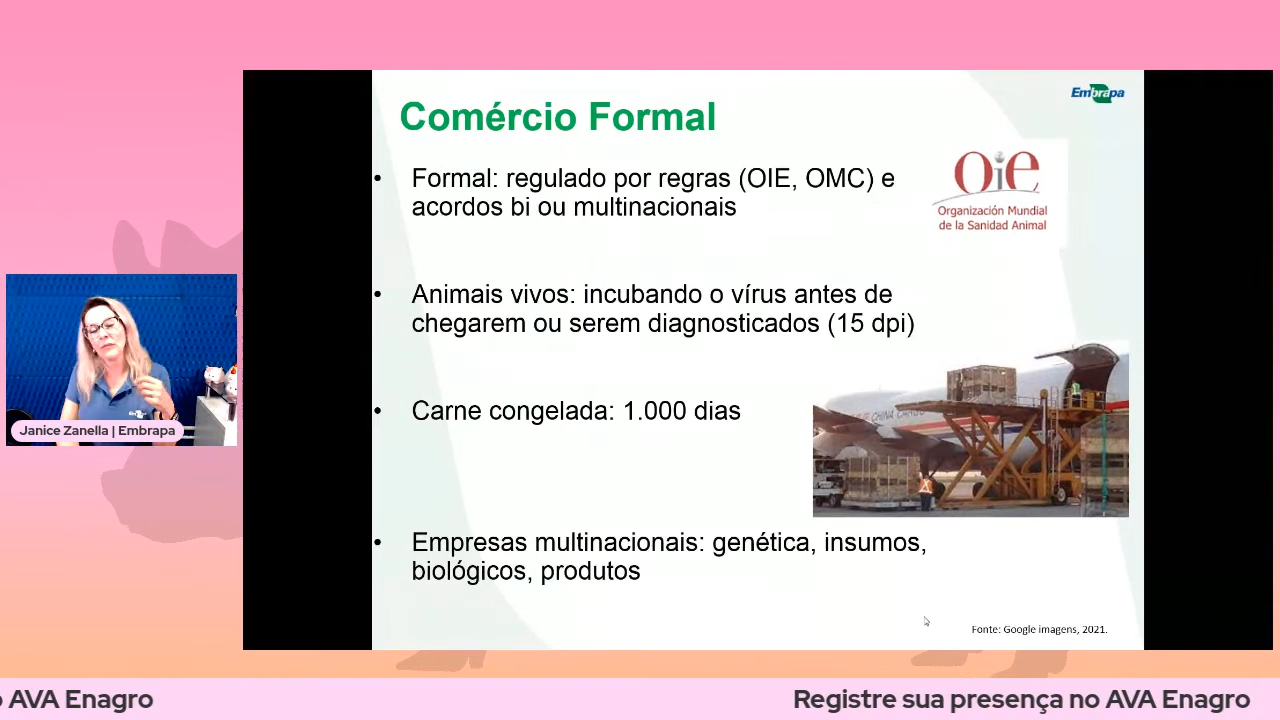 Comércio Formal
Embrapa
• Formal: regulado por regras (OIE, OMC) e
acordos bi ou multinacionais
Oie
Organización Mundial
de la Sanidad Animal
• Animais vivos: incubando o vírus antes de
chegarem ou serem diagnosticados (15 dpi)
• Carne congelada: 1.000 dias
CHINA CARGO
• Empresas multinacionais: genética, insumos,
biológicos, produtos
Fonte: Google imagens, 2021.
Janice Zanella | Embrapa
o AVA Enagro
Registre sua presença no AVA Enagro